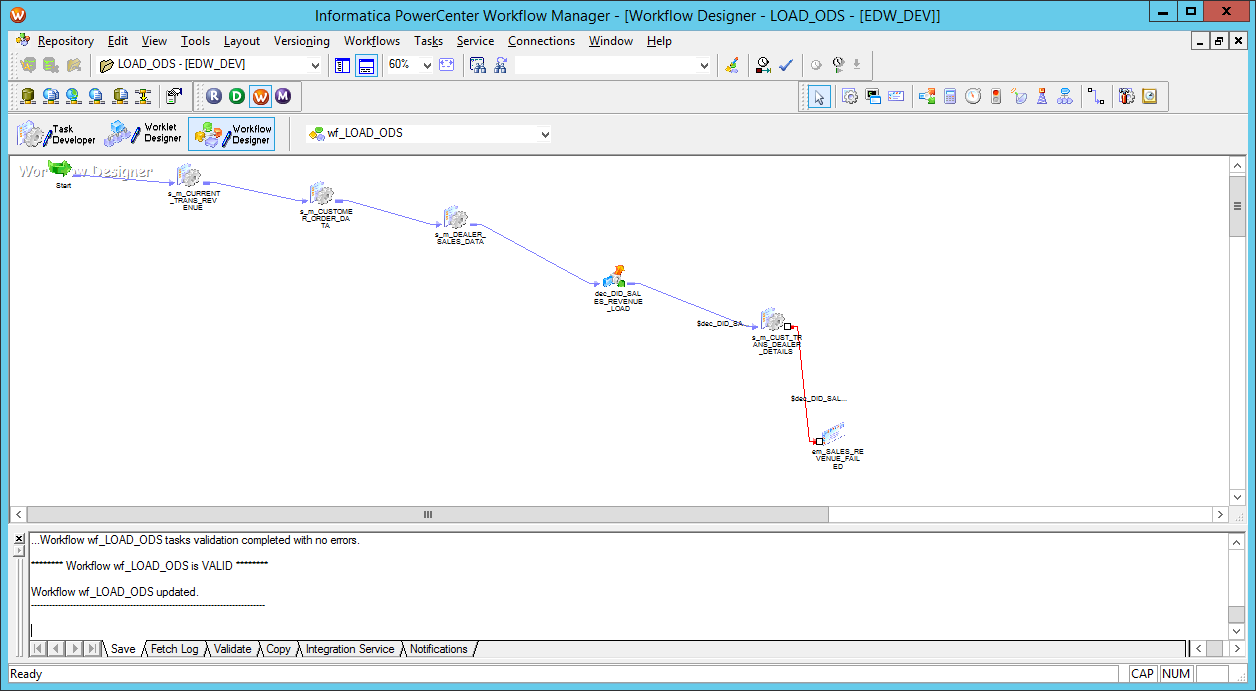 Informatica PowerCenter Workflow Manager - [Workflow Designer - LOAD_ODS - [EDW_DEV]]
Repository Edit View Tools Layout Versioning Workflows Tasks Service Connections Window Help
LOAD_ODS - [EDW_DEV]
60%
R D W M
Task
Developer
Worklet
Designer
Workflow
Designer
wf_LOAD_ODS
Workflow Designer
Start
s_m_CURRENT
_TRANS_REV
ENUE
s_m_CUSTOME
R_ORDER_DA
TA
s_m_DEALER_
SALES_DATA
dec_DID_SAL
ES_REVENUE
_LOAD
$dec_DID_SA...
s_m_CUST_TR
ANS_DEALER
_DETAILS
$dec_DID_SAL...
em_SALES_RE
VENUE_FAIL
ED
...Workflow wf_LOAD_ODS tasks validation completed with no errors.
******** Workflow wf_LOAD_ODS is VALID ********
Workflow wf_LOAD_ODS updated.
Save Fetch Log Validate Copy Integration Service Notifications
Ready
CAP NUM